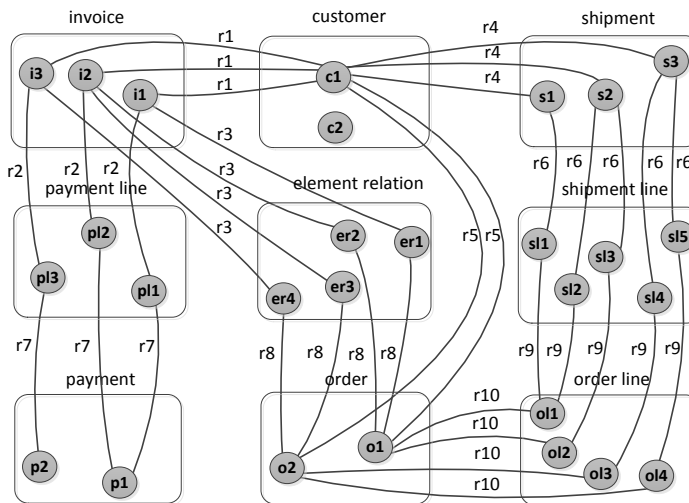 invoice customer shipment
r1 r4
i3 i2 r1 c1 r4 s3
i1 r1 r4 s1 s2
c2
r3
r2 r2 r2 r3 r6 r6 r6 r6
payment line r3 element relation shipment line
r3 r5 r5
pl2 er2 er1 sl1 sl3 sl5
pl3 pl1 er4 er3 sl2 sl4
r7 r7 r7 r8 r8 r8 r8 r9 r9 r9 r9 r9
payment order order line
r10 ol1
r10
p2 p1 o2 o1 r10 ol2 ol3 ol4
r10